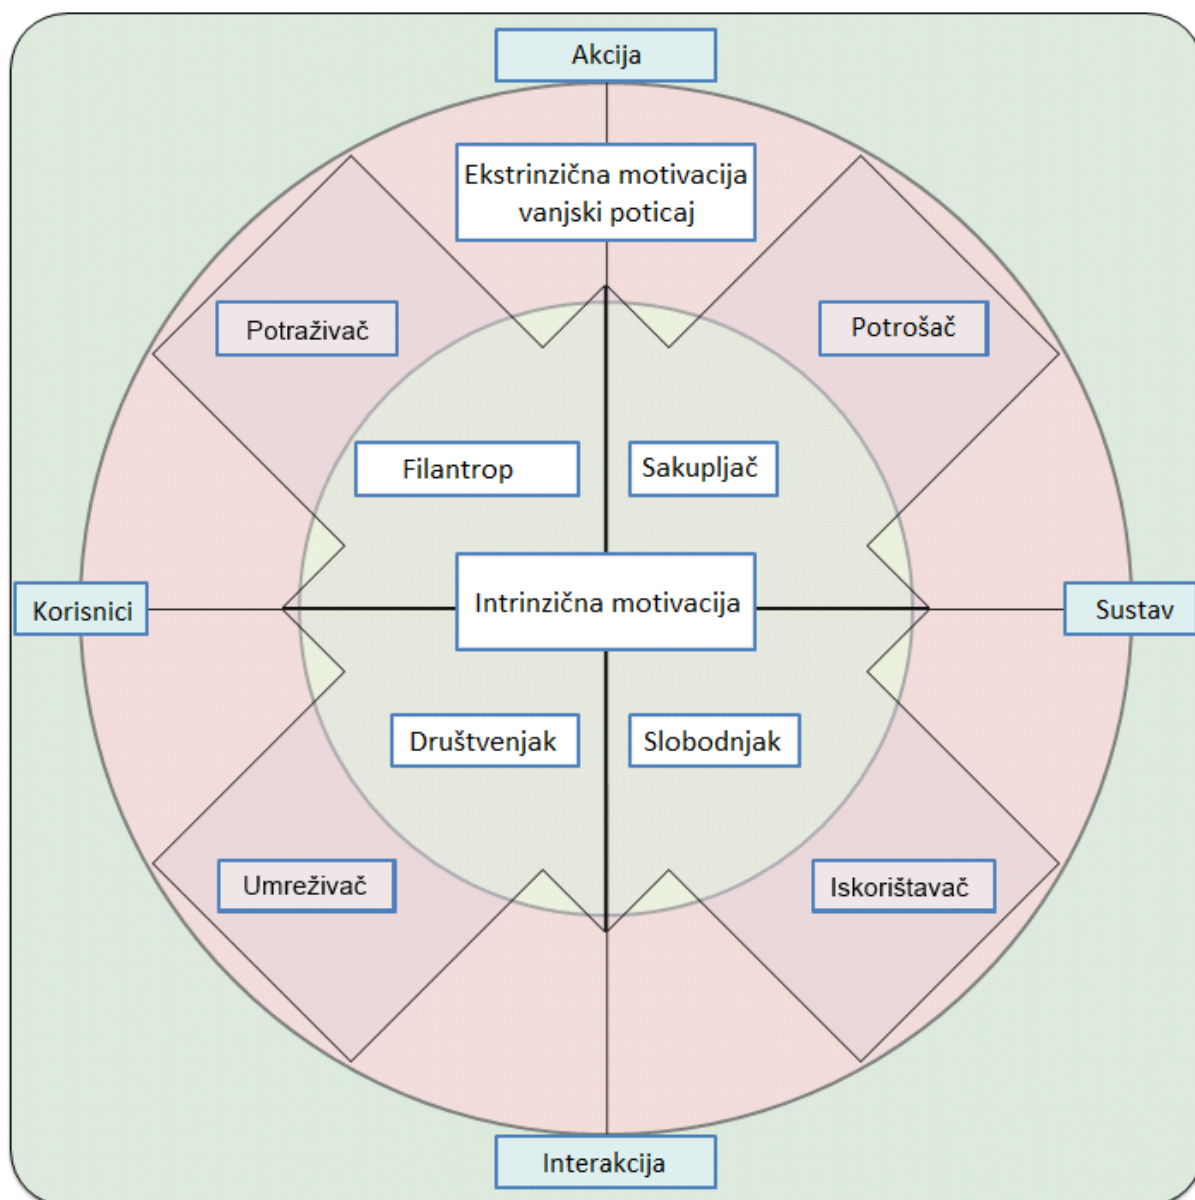 Akcija
Ekstrinzična motivacija
vanjski poticaj
Potraživač
Potrošač
Filantrop
Sakupljač
Korisnici
Intrinzična motivacija
Sustav
Društvenjak
Slobodnjak
Umreživač
Iskorištavač
Interakcija